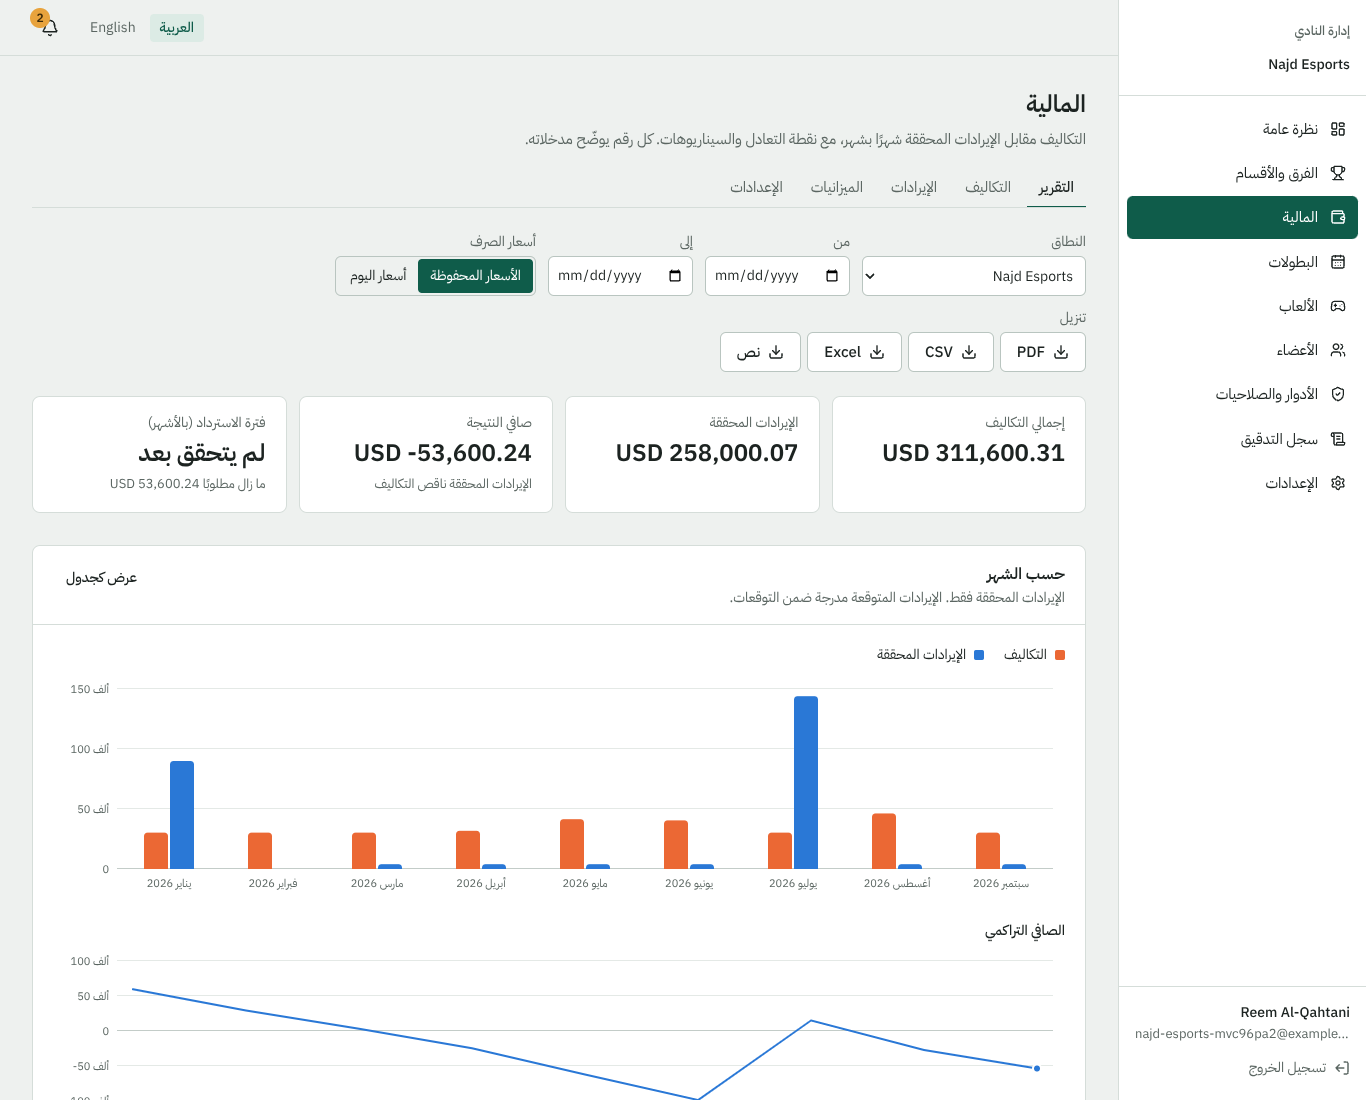 إدارة النادي
Najd Esports
نظرة عامة
الفرق والأقسام
المالية
البطولات
الألعاب
الأعضاء
الأدوار والصلاحيات
سجل التدقيق
الإعدادات
Reem Al-Qahtani
najd-esports-mvc96pa2@example...
تسجيل الخروج
العربية
English
2
المالية
التكاليف مقابل الإيرادات المحققة شهرًا بشهر، مع نقطة التعادل والسيناريوهات. كل رقم يوضّح مدخلاته.
التقرير
التكاليف
الإيرادات
الميزانيات
الإعدادات
النطاق
من
إلى
أسعار الصرف
Najd Esports
mm/dd/yyyy
mm/dd/yyyy
الأسعار المحفوظة
أسعار اليوم
تنزيل
PDF
CSV
Excel
نص
إجمالي التكاليف
USD 311,600.31
الإيرادات المحققة
USD 258,000.07
صافي النتيجة
USD -53,600.24
الإيرادات المحققة ناقص التكاليف
فترة الاسترداد (بالأشهر)
لم يتحقق بعد
ما زال مطلوبًا USD 53,600.24
حسب الشهر
الإيرادات المحققة فقط. الإيرادات المتوقعة مدرجة ضمن التوقعات.
عرض كجدول
التكاليف
الإيرادات المحققة
150 ألف
100 ألف
50 ألف
0
يناير 2026
فبراير 2026
مارس 2026
أبريل 2026
مايو 2026
يونيو 2026
يوليو 2026
أغسطس 2026
سبتمبر 2026
الصافي التراكمي
100 ألف
50 ألف
0
-50 ألف